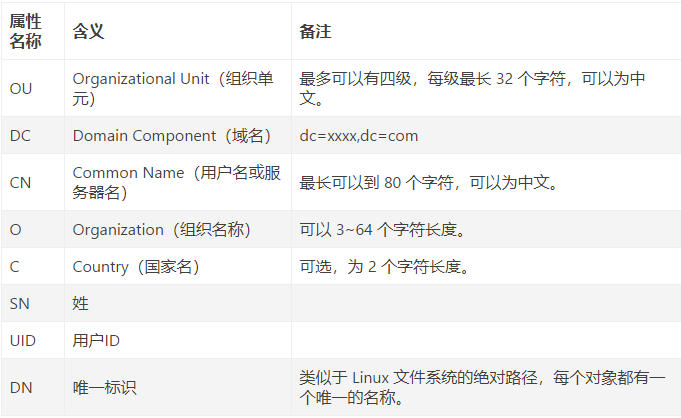 属性 含义 备注
名称
OU Organizational Unit（组织单 最多可以有四级，每级最长 32 个字符，可以为中
元） 文。
DC Domain Component（域名） dc=xxxx,dc=com
CN Common Name（用户名或服 最长可以到 80 个字符，可以为中文。
务器名）
O Organization（组织名称） 可以 3~64 个字符长度。
C Country（国家名） 可选，为 2 个字符长度。
SN 姓
UID 用户ID
DN 唯一标识 类似于 Linux 文件系统的绝对路径，每个对象都有一
个唯一的名称。